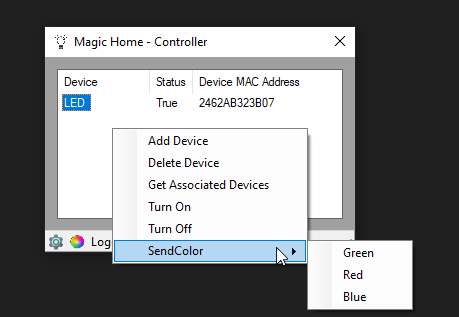 Magic Home - Controller
Device Status Device MAC Address
LED True 2462AB323B07
Add Device
Delete Device
Get Associated Devices
Turn On
Turn Off
Log SendColor
Green
Red
Blue